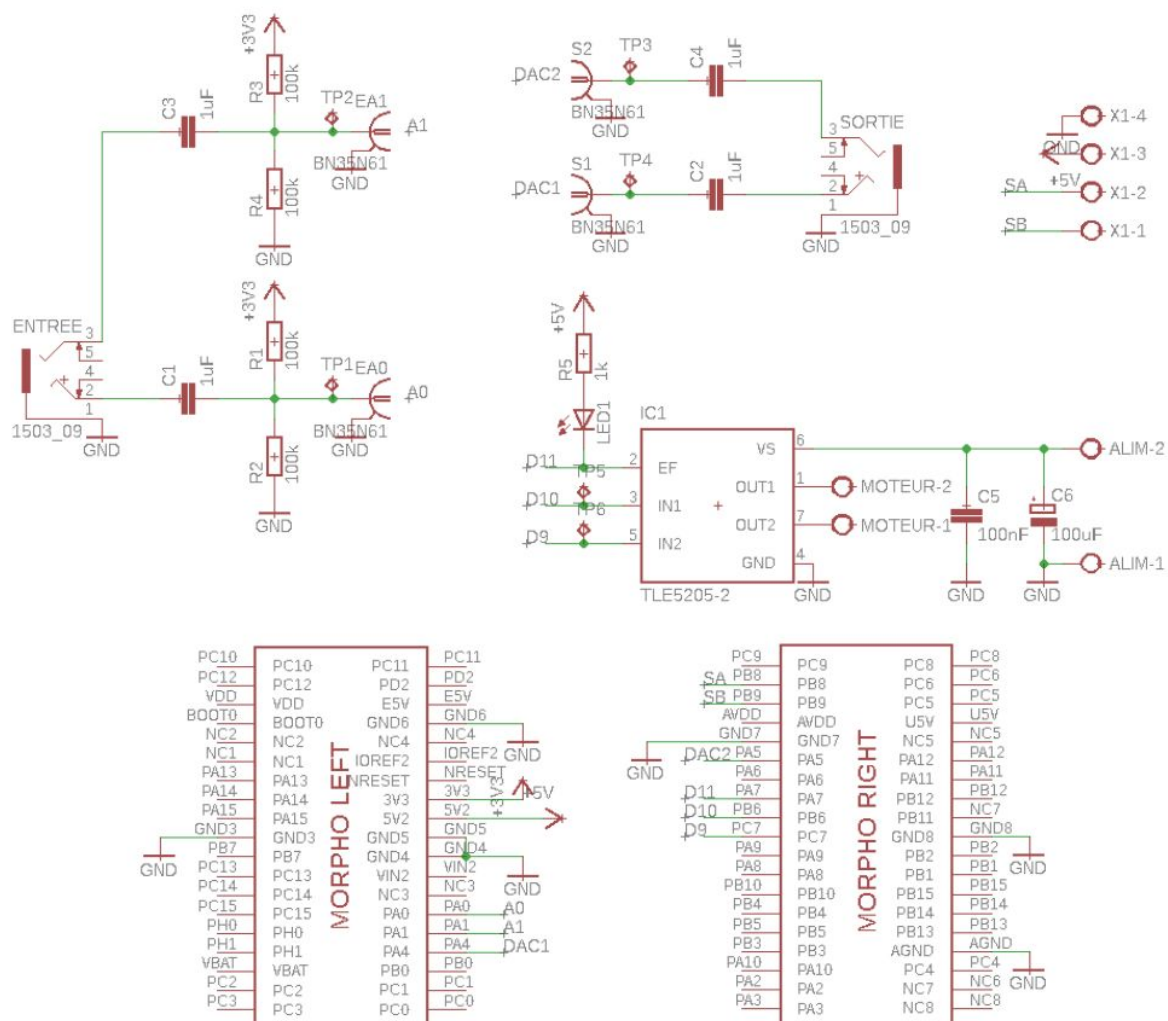 +3V3
R3
100k
C3
1uF
TP2
EA1
A1
BN35N61
GND
R4
100k
GND
+3V3
R1
100k
ENTREE
3
5
4
2
1
1503_09
GND
C1
1uF
TP1
EA0
A0
BN35N61
GND
R2
100k
GND
DAC2
S2
TP3
C4
1uF
BN35N61
GND
DAC1
S1
TP4
C2
1uF
BN35N61
GND
SORTIE
3
5
4
2
1
1503_09
GND
X1-4
GND
X1-3
+5V
SA
X1-2
SB
X1-1
+5V
R5
1k
LED1
IC1
D11
2
EF
TP5
D10
3
IN1
TP6
D9
5
IN2
VS
6
OUT1
1
MOTEUR-2
OUT2
7
MOTEUR-1
GND
4
GND
TLE5205-2
C5
100nF
GND
C6
100uF
GND
ALIM-2
ALIM-1
MORPHO LEFT
PC10 PC10 PC11 PC11
PC12 PC12 PD2 PD2
VDD VDD E5V E5V
BOOT0 BOOT0 GND6 GND6
NC2 NC2 NC4 NC4 GND
NC1 NC1 IOREF2 IOREF2
PA13 PA13 NRESET NRESET
PA14 PA14 3V3 3V3 +3V3 +5V
PA15 PA15 5V2 5V2
GND3 GND3 GND5 GND5
GND PB7 PB7 GND4 GND4
PC13 PC13 VIN2 VIN2 GND
PC14 PC14 NC3 NC3
PC15 PC15 PA0 PA0 A0
PH0 PH0 PA1 PA1 A1
PH1 PH1 PA4 PA4 DAC1
VBAT VBAT PB0 PB0
PC2 PC2 PC1 PC1
PC3 PC3 PC0 PC0
MORPHO RIGHT
PC9 PC9 PC8 PC8
SA PB8 PB8 PC6 PC6
SB PB9 PB9 PC5 PC5
AVDD AVDD U5V U5V
GND7 GND7 NC5 NC5
GND DAC2 PA5 PA5 PA12 PA12
PA6 PA6 PA11 PA11
D11 PA7 PA7 PB12 PB12
D10 PB6 PB6 PB11 NC7
D9 PC7 PC7 GND8 GND8
PA9 PA9 PB2 PB2 GND
PA8 PA8 PB1 PB1
PB10 PB10 PB15 PB15
PB4 PB4 PB14 PB14
PB5 PB5 PB13 PB13
PB3 PB3 AGND AGND
PA10 PA10 PC4 PC4 GND
PA2 PA2 NC7 NC6
PA3 PA3 NC8 NC8